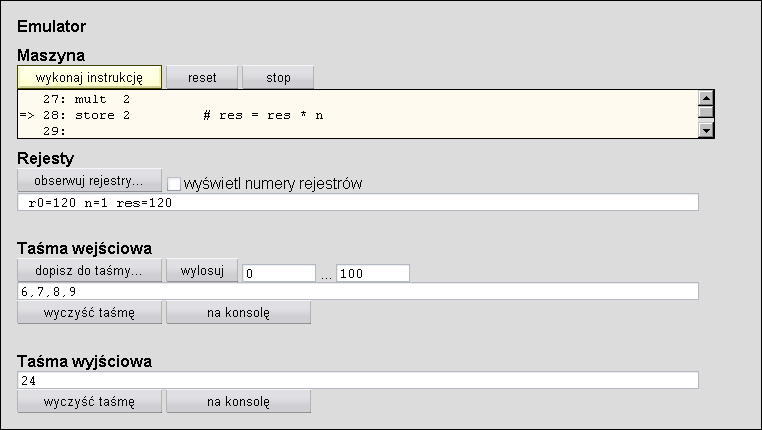 Emulator
Maszyna
wykonaj instrukcję reset stop
27: mult 2
=> 28: store 2 # res = res * n
29:
Rejesty
obserwuj rejestry... wyświetl numery rejestrów
r0=120 n=1 res=120
Taśma wejściowa
dopisz do taśmy... wylosuj 0 ... 100
6,7,8,9
wyczyść taśmę na konsolę
Taśma wyjściowa
24
wyczyść taśmę na konsolę